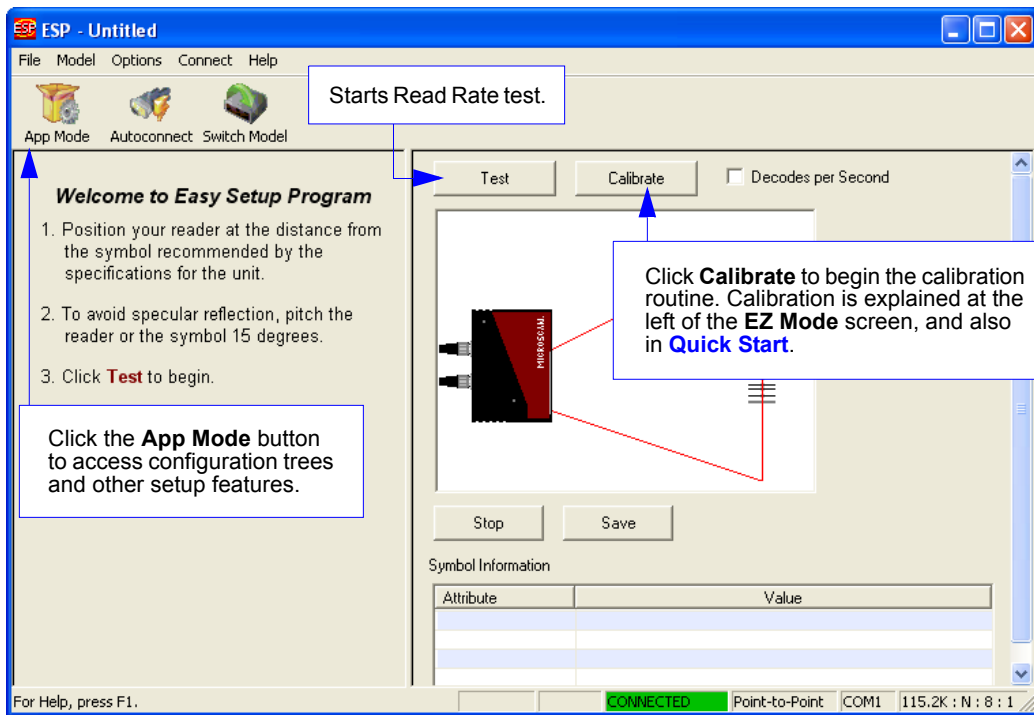 ESP
ESP - Untitled
File Model Options Connect Help
App Mode Autoconnect Switch Model
Starts Read Rate test.
Welcome to Easy Setup Program
1. Position your reader at the distance from
the symbol recommended by the
specifications for the unit.
2. To avoid specular reflection, pitch the
reader or the symbol 15 degrees.
3. Click Test to begin.
Click the App Mode button
to access configuration trees
and other setup features.
Test Calibrate Decodes per Second
Click Calibrate to begin the calibration
routine. Calibration is explained at the
left of the EZ Mode screen, and also
in Quick Start.
MICROSCAN.
Stop Save
Symbol Information
Attribute Value
For Help, press F1. CONNECTED Point-to-Point COM1 115.2K : N : 8 : 1